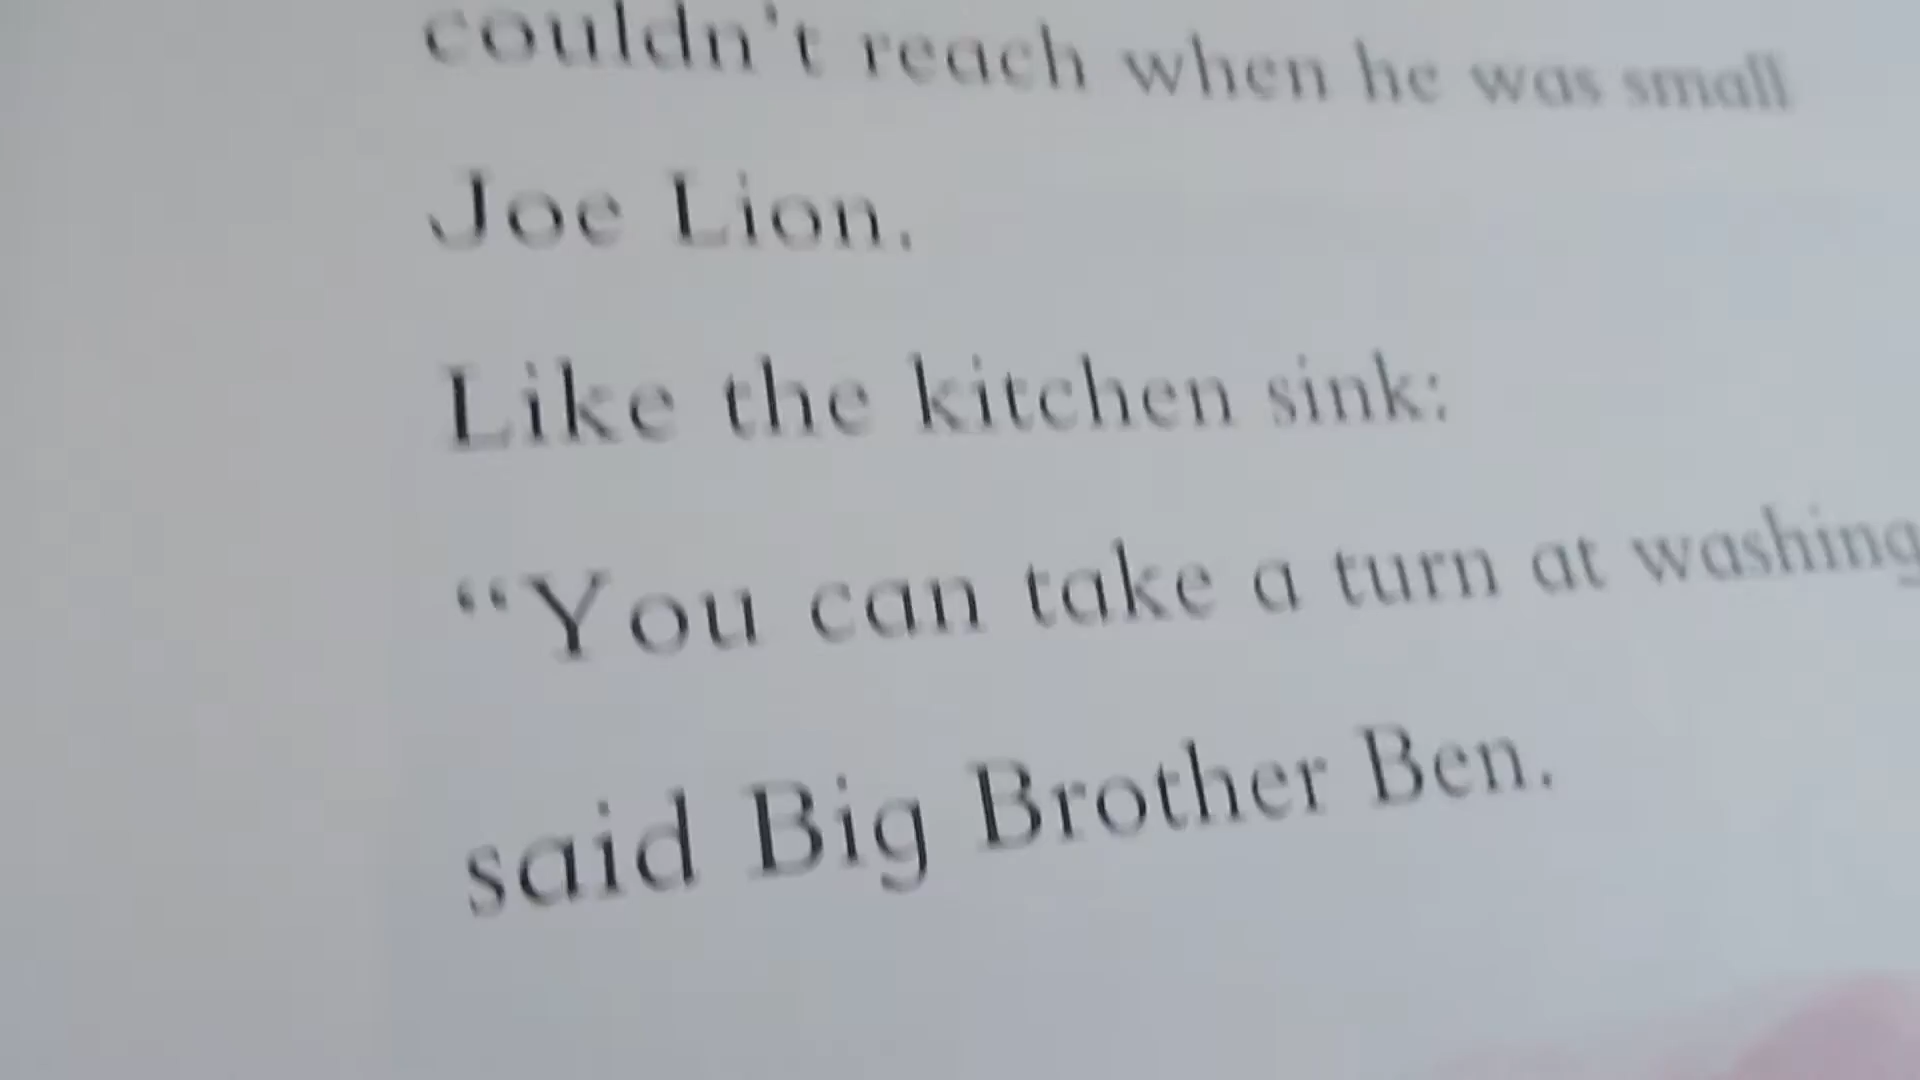 couldn't reach when he was small
Joe Lion.
Like the kitchen sink:
“You can take a turn at washing
said Big Brother Ben.